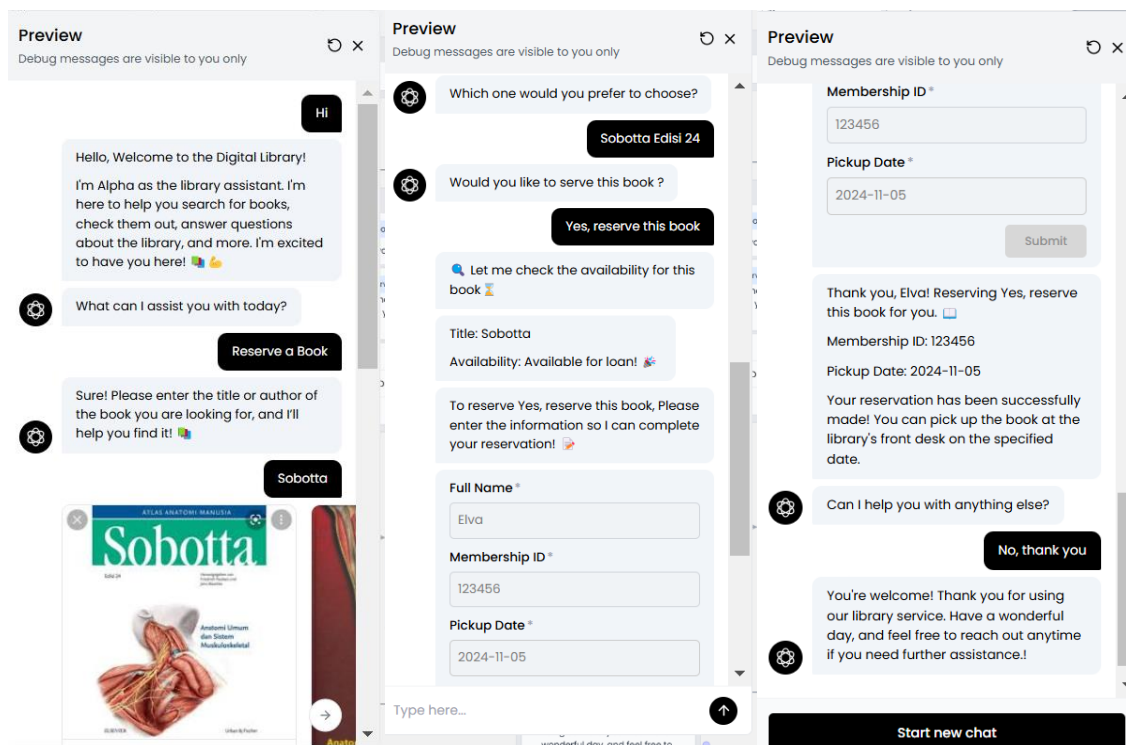 Preview
Debug messages are visible to you only
Hi
Hello, Welcome to the Digital Library!
I'm Alpha as the library assistant. I'm
here to help you search for books,
check them out, answer questions
about the library, and more. I'm excited
to have you here! 📚 💪
What can I assist you with today?
Reserve a Book
Sure! Please enter the title or author of
the book you are looking for, and I'll
help you find it! 📚
Sobotta
ATLAS ANATOMI MANUSIA
Sobotta
Edisi 24
Anatomi Umum
dan Sistem
Muskuloskeletal
ELSEVIER
Urban & Fischer
Preview
Debug messages are visible to you only
Which one would you prefer to choose?
Sobotta Edisi 24
Would you like to serve this book ?
Yes, reserve this book
🔍 Let me check the availability for this
book ⌛
Title: Sobotta
Availability: Available for loan! 🎉
To reserve Yes, reserve this book, Please
enter the information so I can complete
your reservation! 📝
Full Name *
Elva
Membership ID *
123456
Pickup Date *
2024-11-05
Type here...
wonderful day, and feel free to
Preview
Debug messages are visible to you only
Membership ID *
123456
Pickup Date *
2024-11-05
Submit
Thank you, Elva! Reserving Yes, reserve
this book for you. 📖
Membership ID: 123456
Pickup Date: 2024-11-05
Your reservation has been successfully
made! You can pick up the book at the
library's front desk on the specified
date.
Can I help you with anything else?
No, thank you
You're welcome! Thank you for using
our library service. Have a wonderful
day, and feel free to reach out anytime
if you need further assistance.!
Start new chat